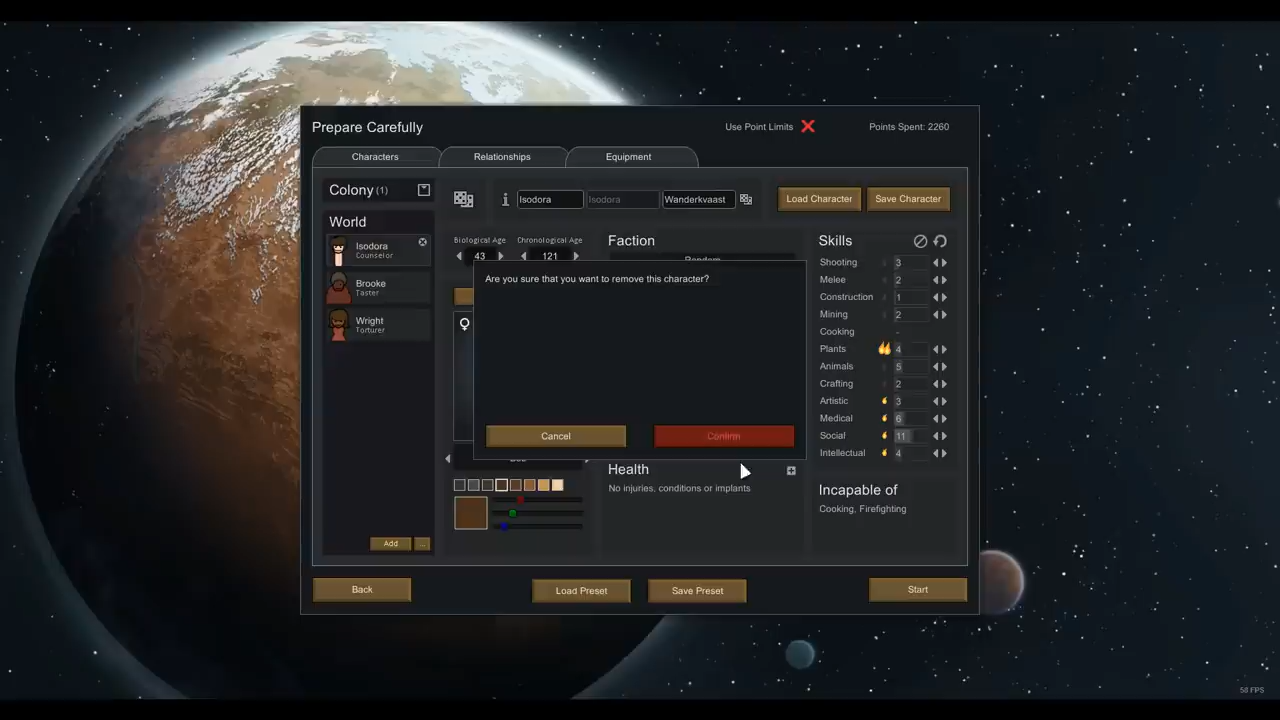 Prepare Carefully
Use Point Limits
Points Spent: 2260
Characters
Relationships
Equipment
Colony (1)
Isodora
Isodora
Wanderkvaast
Load Character
Save Character
World
Isodora
Counselor
Brooke
Taster
Wright
Torturer
Biological Age
Chronological Age
43
121
Faction
Random
Are you sure that you want to remove this character?
Cancel
Confirm
Skills
Shooting 3
Melee 2
Construction 1
Mining 2
Cooking -
Plants 4
Animals 5
Crafting 2
Artistic 3
Medical 6
Social 11
Intellectual 4
Health
No injuries, conditions or implants
Incapable of
Cooking, Firefighting
Add
...
Back
Load Preset
Save Preset
Start
58 FPS